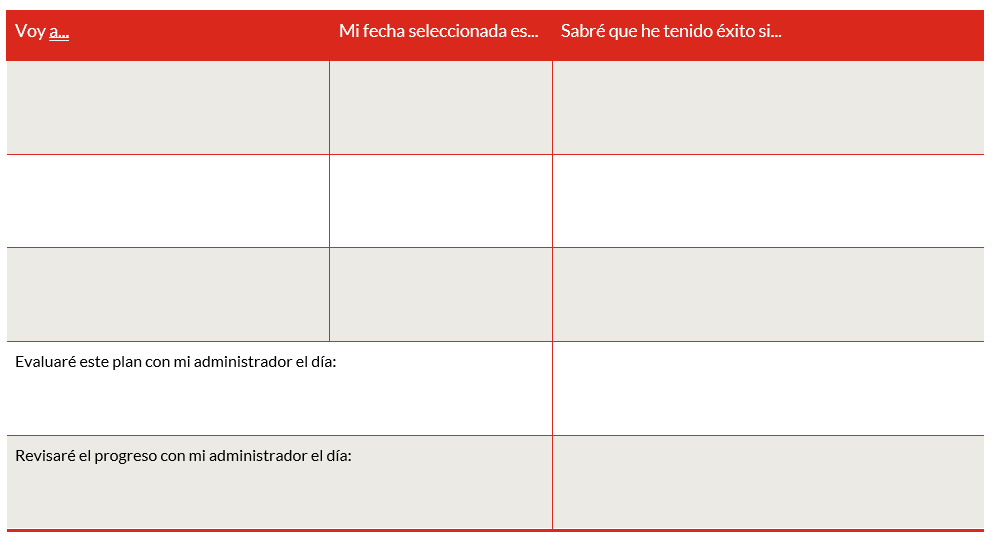 Voy a... Mi fecha seleccionada es... Sabré que he tenido éxito si...
Evaluaré este plan con mi administrador el día:
Revisaré el progreso con mi administrador el día: